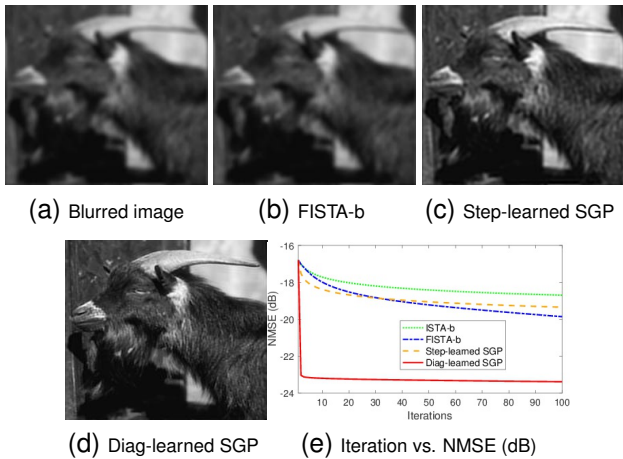 (a) Blurred image
(b) FISTA-b
(c) Step-learned SGP
(d) Diag-learned SGP
-16
-18
-20
-22
-24
NMSE (dB)
ISTA-b
FISTA-b
Step-learned SGP
Diag-learned SGP
10 20 30 40 50 60 70 80 90 100
Iterations
(e) Iteration vs. NMSE (dB)